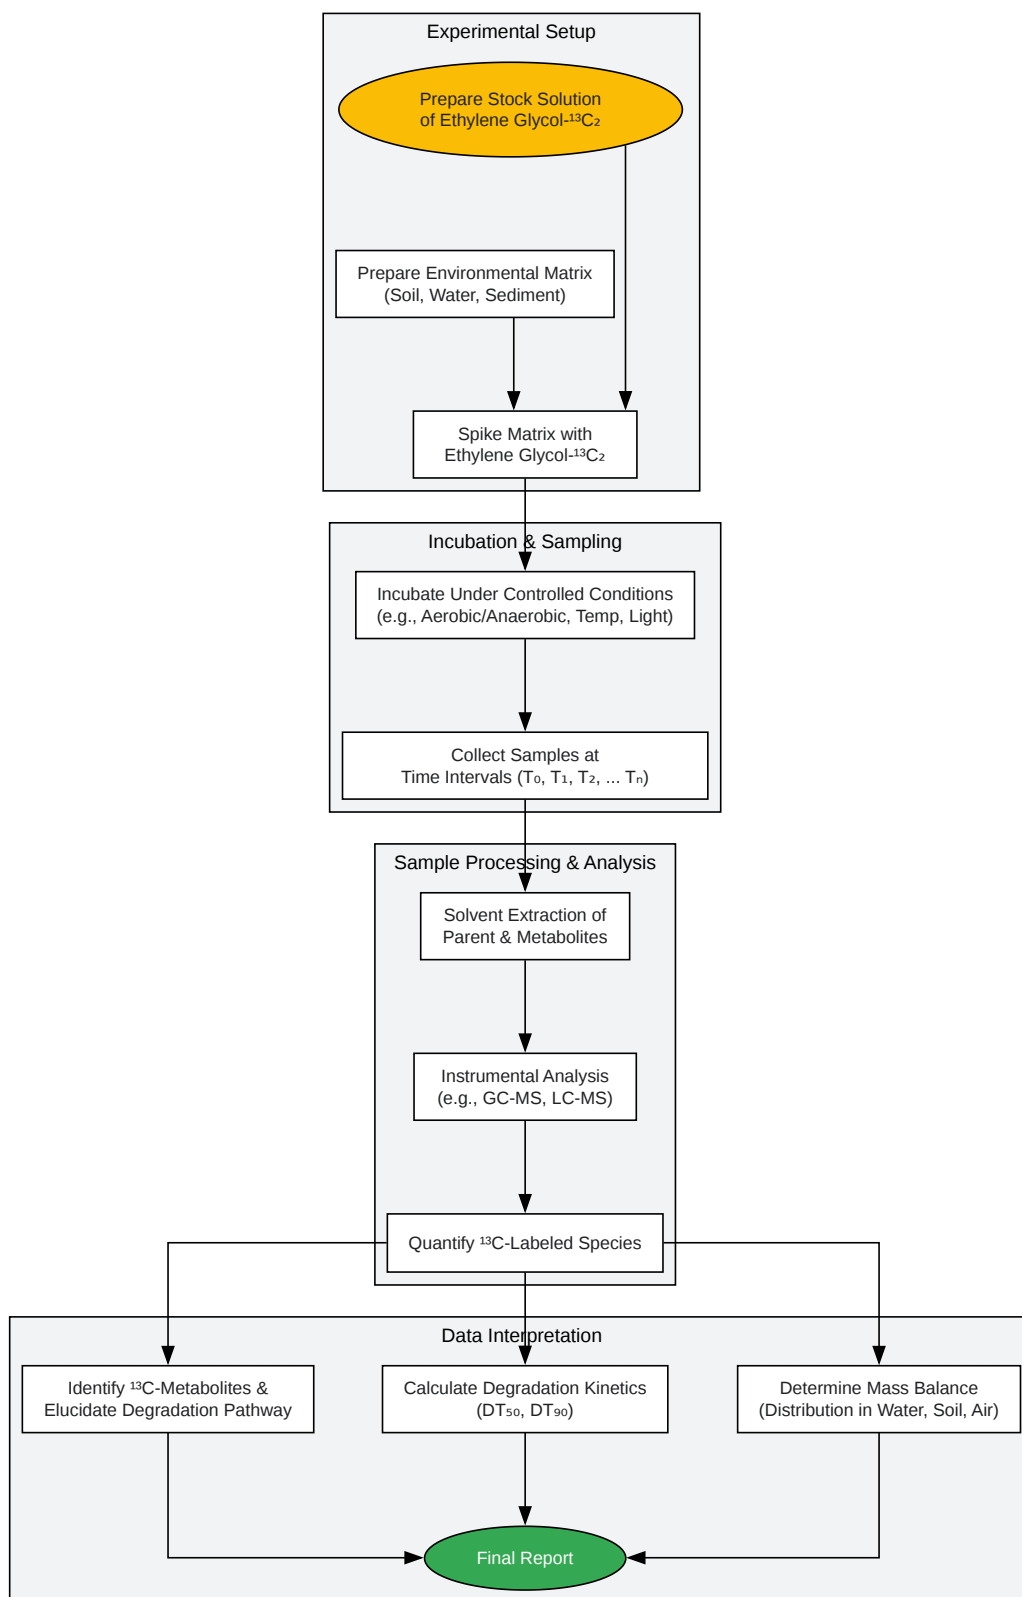 Experimental Setup
Prepare Stock Solution
of Ethylene Glycol-¹³C₂
Prepare Environmental Matrix
(Soil, Water, Sediment)
Spike Matrix with
Ethylene Glycol-¹³C₂
Incubation & Sampling
Incubate Under Controlled Conditions
(e.g., Aerobic/Anaerobic, Temp, Light)
Collect Samples at
Time Intervals (T₀, T₁, T₂, ... Tₙ)
Sample Processing & Analysis
Solvent Extraction of
Parent & Metabolites
Instrumental Analysis
(e.g., GC-MS, LC-MS)
Quantify ¹³C-Labeled Species
Data Interpretation
Identify ¹³C-Metabolites &
Elucidate Degradation Pathway
Calculate Degradation Kinetics
(DT₅₀, DT₉₀)
Determine Mass Balance
(Distribution in Water, Soil, Air)
Final Report